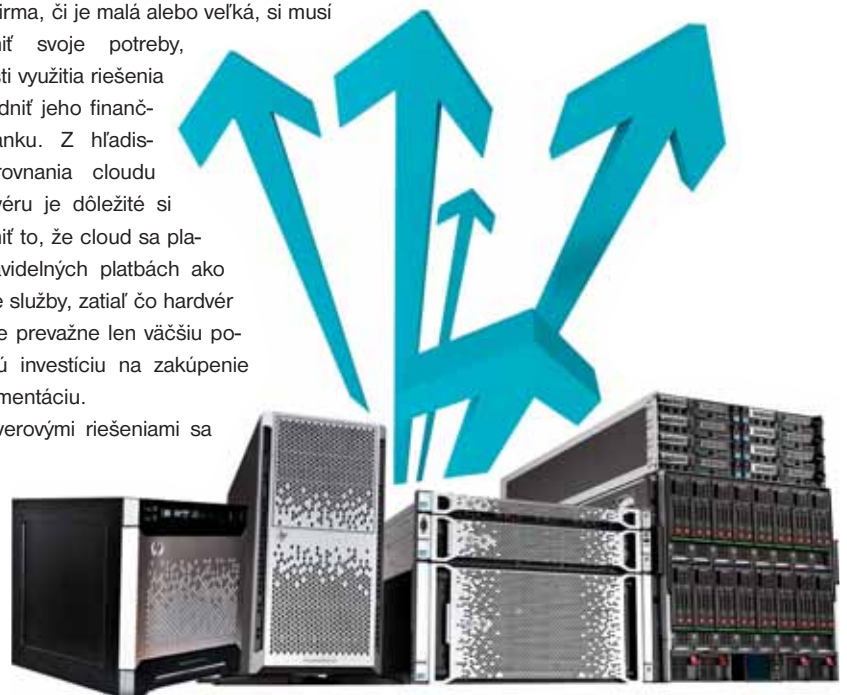 irma, či je malá alebo veľká, si musí
niť svoje potreby,
sti využitia riešenia
dniť jeho finanč-
anku. Z hľadis-
rovnania cloudu
véru je dôležité si
niť to, že cloud sa pla-
avidelných platbách ako
e služby, zatiaľ čo hardvér
e prevažne len väčšiu po-
ú investíciu na zakúpenie
mentáciu.
verovými riešeniami sa